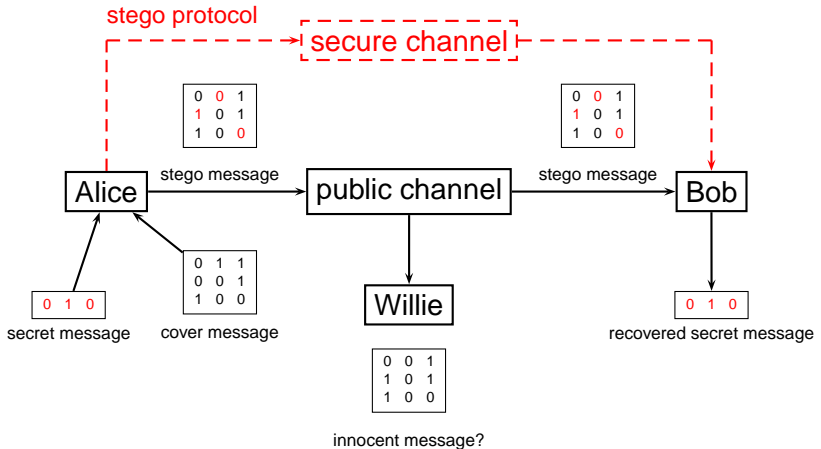 stego protocol
secure channel
0 0 1
1 0 1
1 0 0
0 0 1
1 0 1
1 0 0
Alice
stego message
public channel
stego message
Bob
0 1 0
secret message
0 1 1
0 0 1
1 0 0
cover message
Willie
0 1 0
recovered secret message
0 0 1
1 0 1
1 0 0
innocent message?